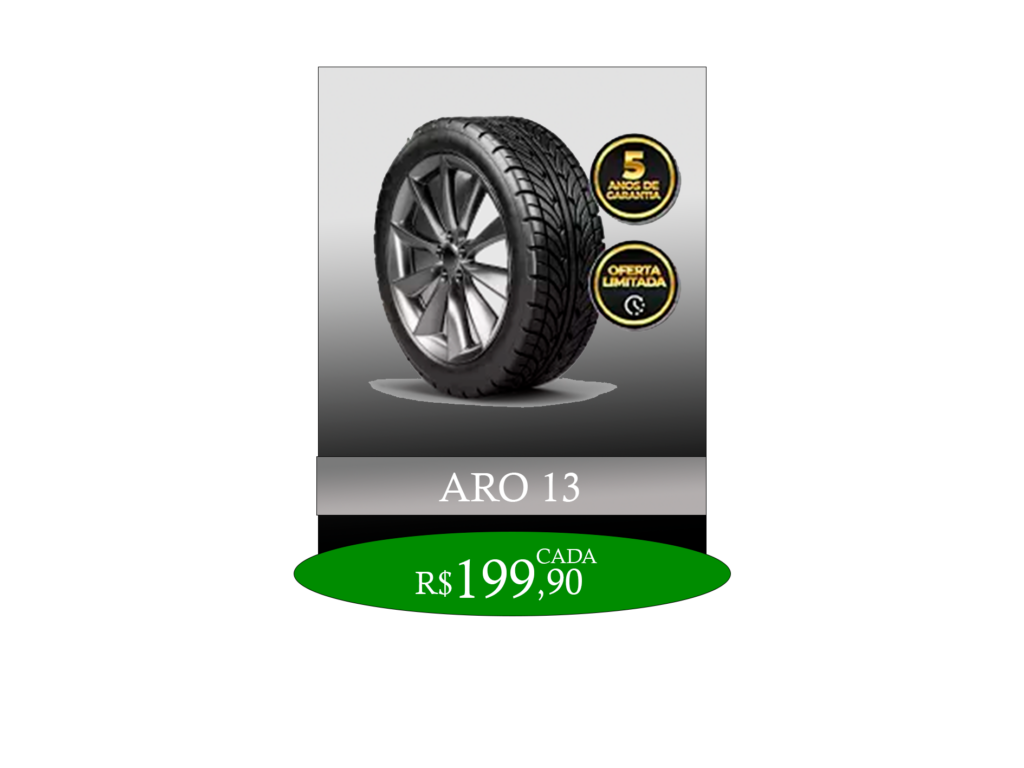 5
ANOS DE
GARANTIA
OFERTA
LIMITADA
ARO 13
CADA
R$199,90